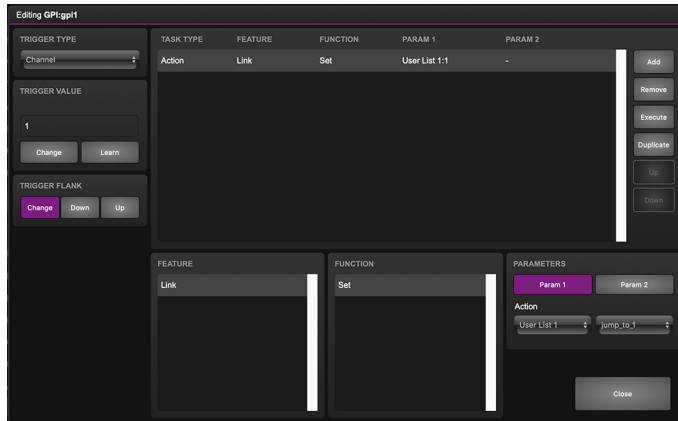 Editing GPI:gpi1
TRIGGER TYPE
Channel
TRIGGER VALUE
1
Change Learn
TRIGGER FLANK
Change Down Up
TASK TYPE FEATURE FUNCTION PARAM 1 PARAM 2
Action Link Set User List 1:1 -
Add
Remove
Execute
Duplicate
Up
Down
FEATURE
Link
FUNCTION
Set
PARAMETERS
Param 1 Param 2
Action
User List 1 jump_to_1
Close